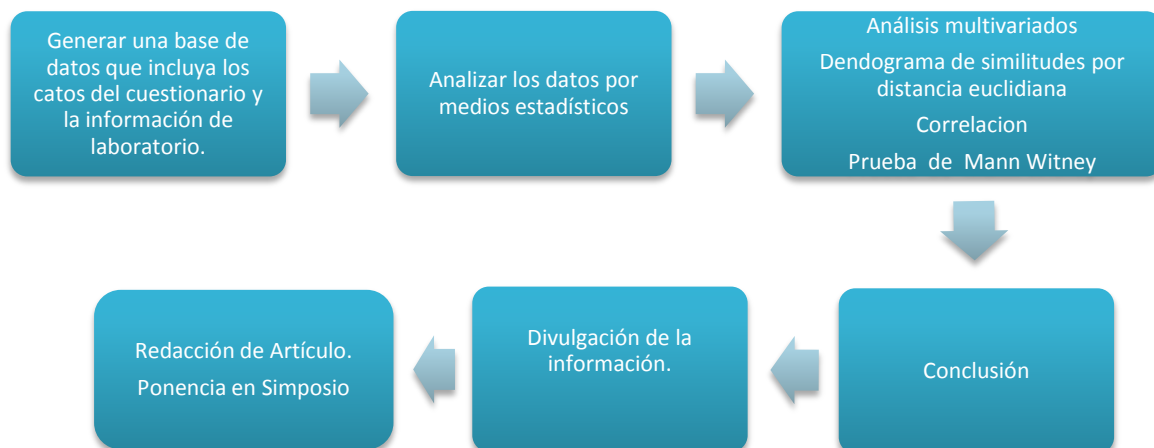 Generar una base de
datos que incluya los
catos del cuestionario y
la información de
laboratorio.
Analizar los datos por
medios estadísticos
Análisis multivariados
Dendograma de similitudes por
distancia euclidiana
Correlacion
Prueba de Mann Witney
Conclusión
Divulgación de la
información.
Redacción de Artículo.
Ponencia en Simposio